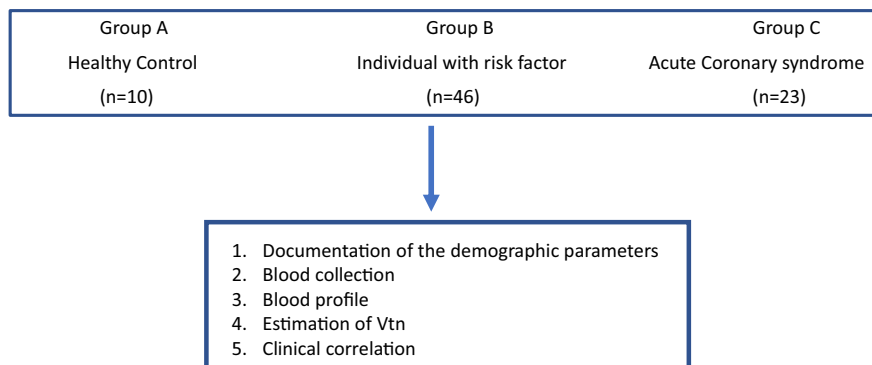 Group A Group B Group C
Healthy Control Individual with risk factor Acute Coronary syndrome
(n=10) (n=46) (n=23)
1. Documentation of the demographic parameters
2. Blood collection
3. Blood profile
4. Estimation of Vtn
5. Clinical correlation